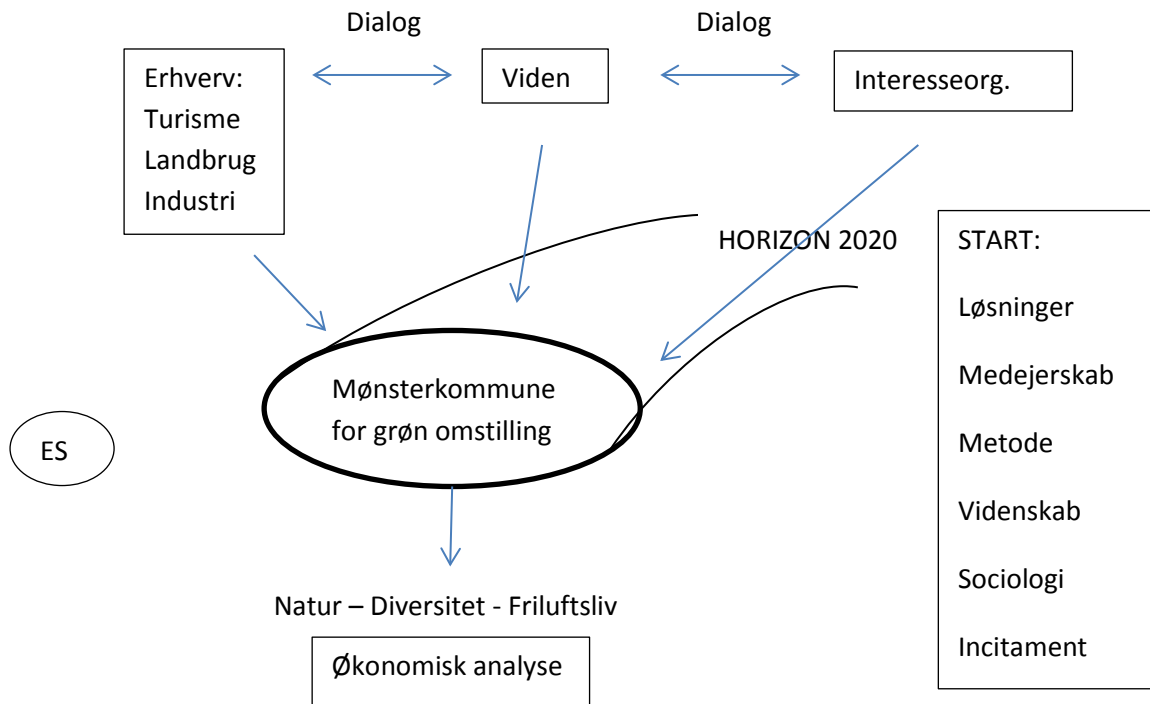 Dialog
Dialog
Erhverv:
Turisme
Landbrug
Industri
Viden
Interesseorg.
HORIZON 2020
START:
Løsninger
Medejerskab
Metode
Videnskab
Sociologi
Incitament
Mønsterkommune
for grøn omstilling
ES
Natur – Diversitet - Friluftsliv
Økonomisk analyse